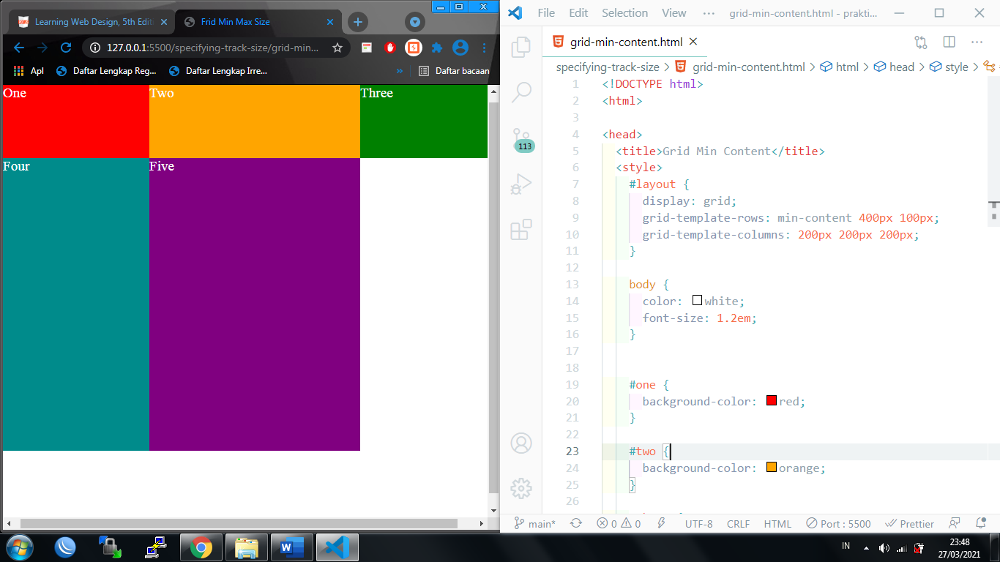 Learning Web Design, 5th Edit
Frid Min Max Size
127.0.0.1:5500/specifying-track-size/grid-min...
Apl
Daftar Lengkap Reg...
Daftar Lengkap Irre...
»
Daftar bacaan
One
Two
Three
Four
Five
File Edit Selection View ··· grid-min-content.html - prakti...
grid-min-content.html
specifying-track-size > grid-min-content.html > html > head > style >
1 <!DOCTYPE html>
2 <html>
3
4 <head>
5 <title>Grid Min Content</title>
6 <style>
7 #layout {
8 display: grid;
9 grid-template-rows: min-content 400px 100px;
10 grid-template-columns: 200px 200px 200px;
11 }
12
13 body {
14 color: white;
15 font-size: 1.2em;
16 }
17
18
19 #one {
20 background-color: red;
21 }
22
23 #two {
24 background-color: orange;
25 }
26
113
main* 0 0 UTF-8 CRLF HTML Port : 5500 Prettier
IN
23:48
27/03/2021